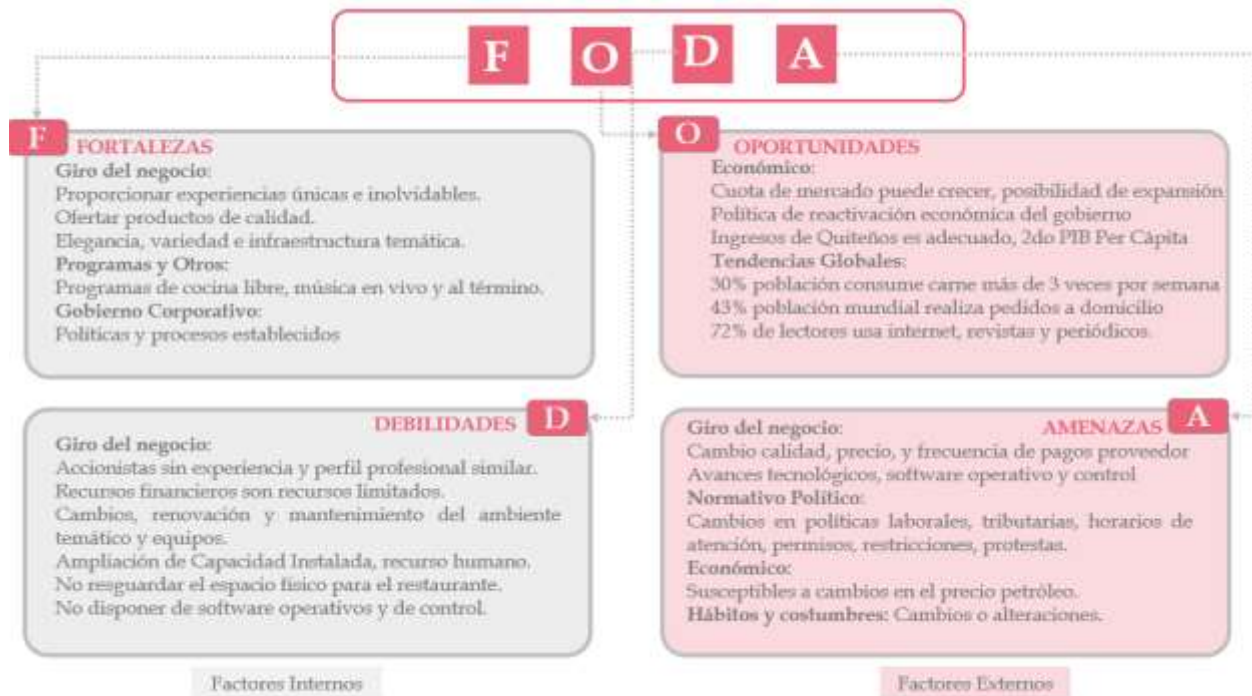 F O D A
F FORTALEZAS
Giro del negocio:
Proporcionar experiencias únicas e inolvidables.
Ofertar productos de calidad.
Elegancia, variedad e infraestructura temática.
Programas y Otros:
Programas de cocina libre, música en vivo y al término.
Gobierno Corporativo:
Políticas y procesos establecidos
O OPORTUNIDADES
Económico:
Cuota de mercado puede crecer, posibilidad de expansión
Política de reactivación económica del gobierno
Ingresos de Quiteños es adecuado, 2do PIB Per Cápita
Tendencias Globales:
30% población consume carne más de 3 veces por semana
43% población mundial realiza pedidos a domicilio
72% de lectores usa internet, revistas y periódicos.
DEBILIDADES D
Giro del negocio:
Accionistas sin experiencia y perfil profesional similar.
Recursos financieros son recursos limitados.
Cambios, renovación y mantenimiento del ambiente
temático y equipos.
Ampliación de Capacidad Instalada, recurso humano.
No resguardar el espacio físico para el restaurante.
No disponer de software operativos y de control.
AMENAZAS A
Giro del negocio:
Cambio calidad, precio, y frecuencia de pagos proveedor
Avances tecnológicos, software operativo y control
Normativo Político:
Cambios en políticas laborales, tributarias, horarios de
atención, permisos, restricciones, protestas.
Económico:
Susceptibles a cambios en el precio petróleo.
Hábitos y costumbres: Cambios o alteraciones.
Factores Internos
Factores Externos